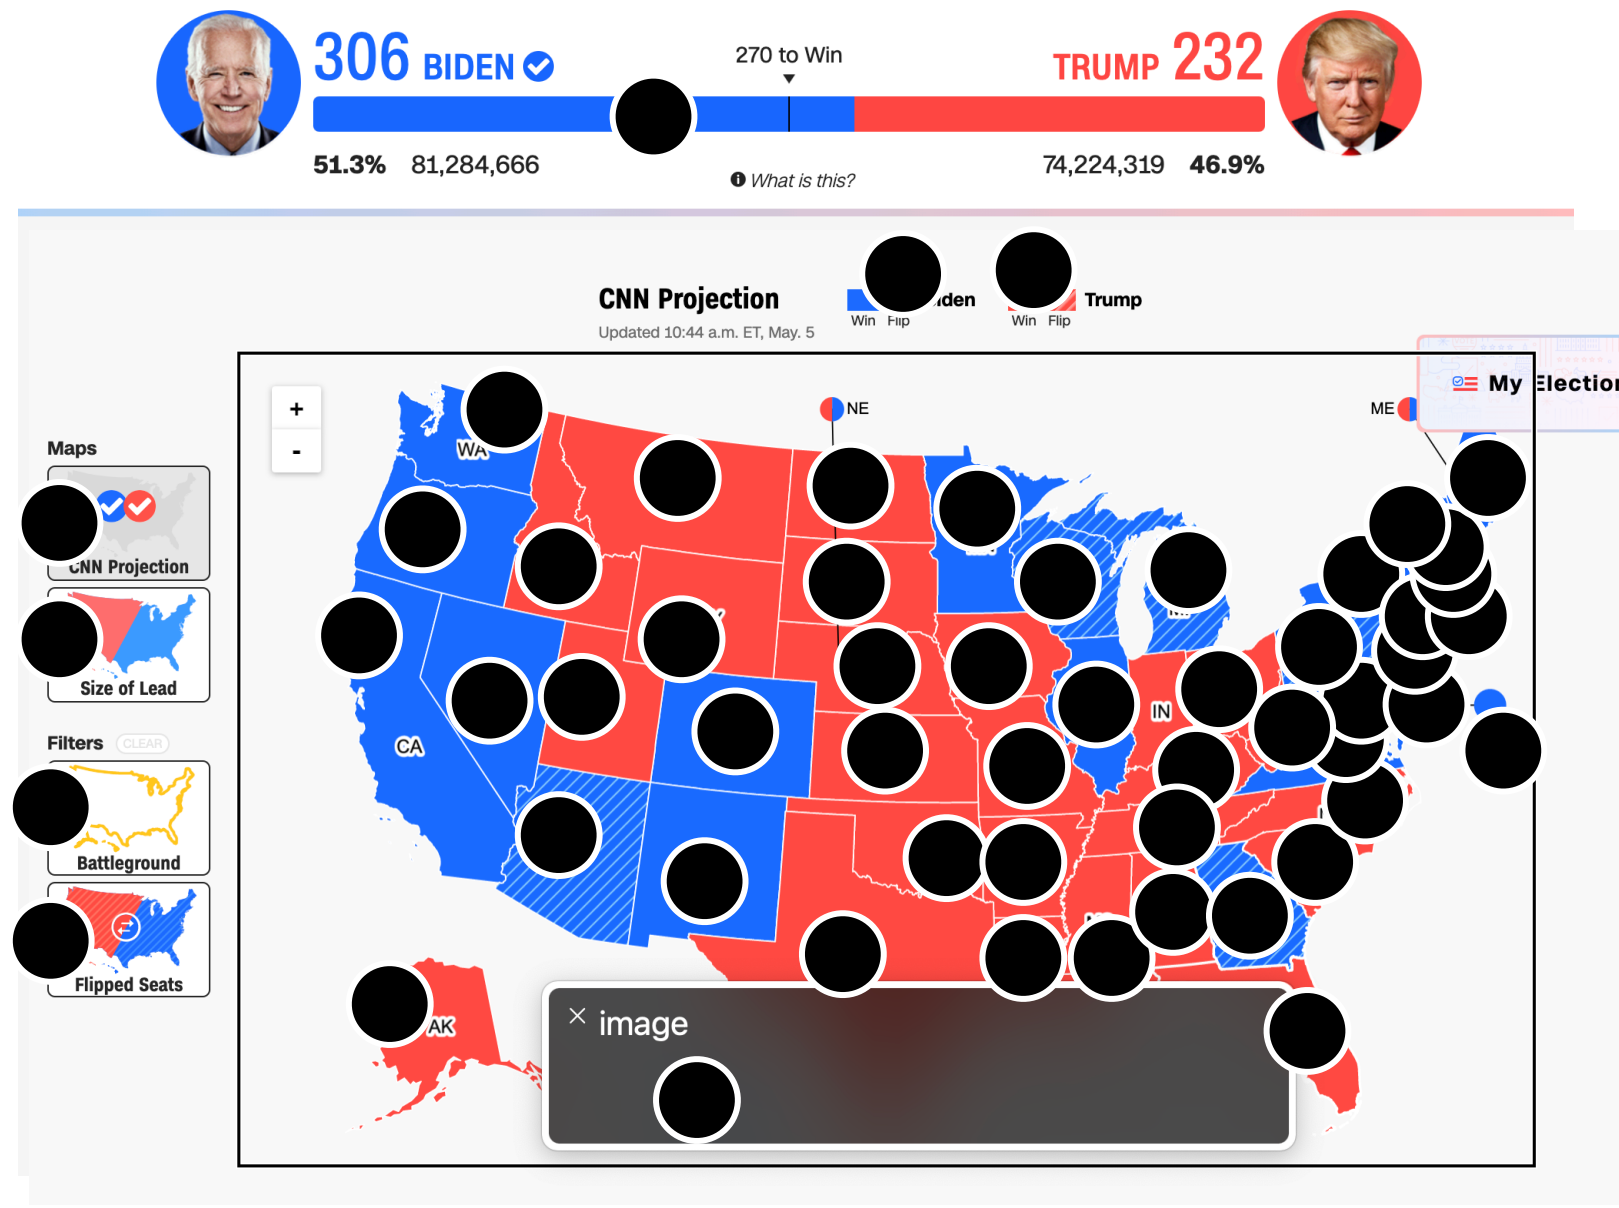 306 BIDEN
270 to Win
TRUMP 232
51.3% 81,284,666
What is this?
74,224,319 46.9%
CNN Projection
Updated 10:44 a.m. ET, May. 5
Win Flip
Trump
Win Flip
My Election
+
-
NE
ME
WA
Maps
CNN Projection
Size of Lead
IN
CA
Filters CLEAR
Battleground
Flipped Seats
AK
× image